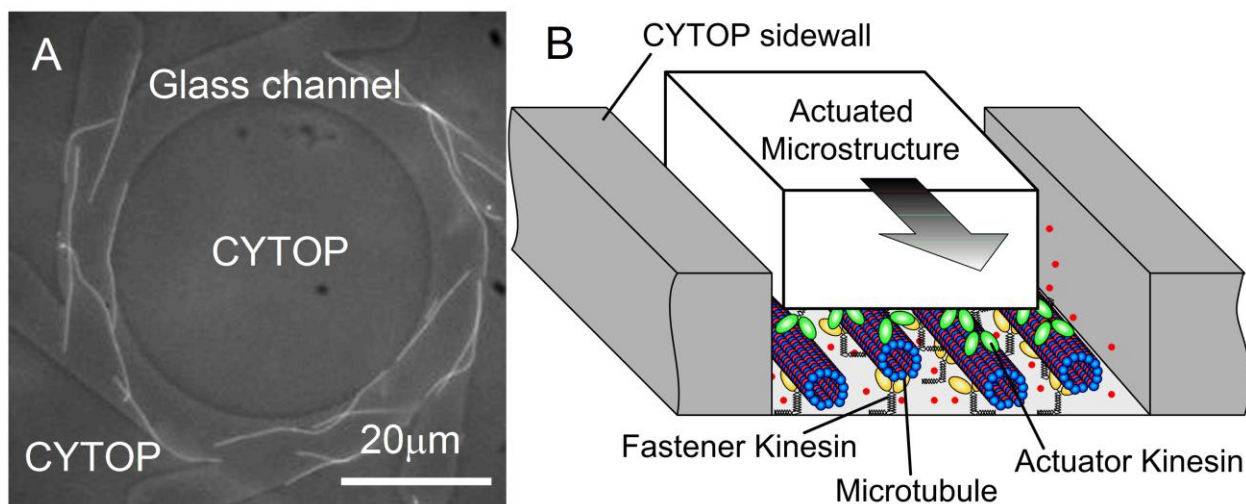 A
Glass channel
CYTOP
CYTOP
20μm
B
CYTOP sidewall
Actuated
Microstructure
Fastener Kinesin
Actuator Kinesin
Microtubule